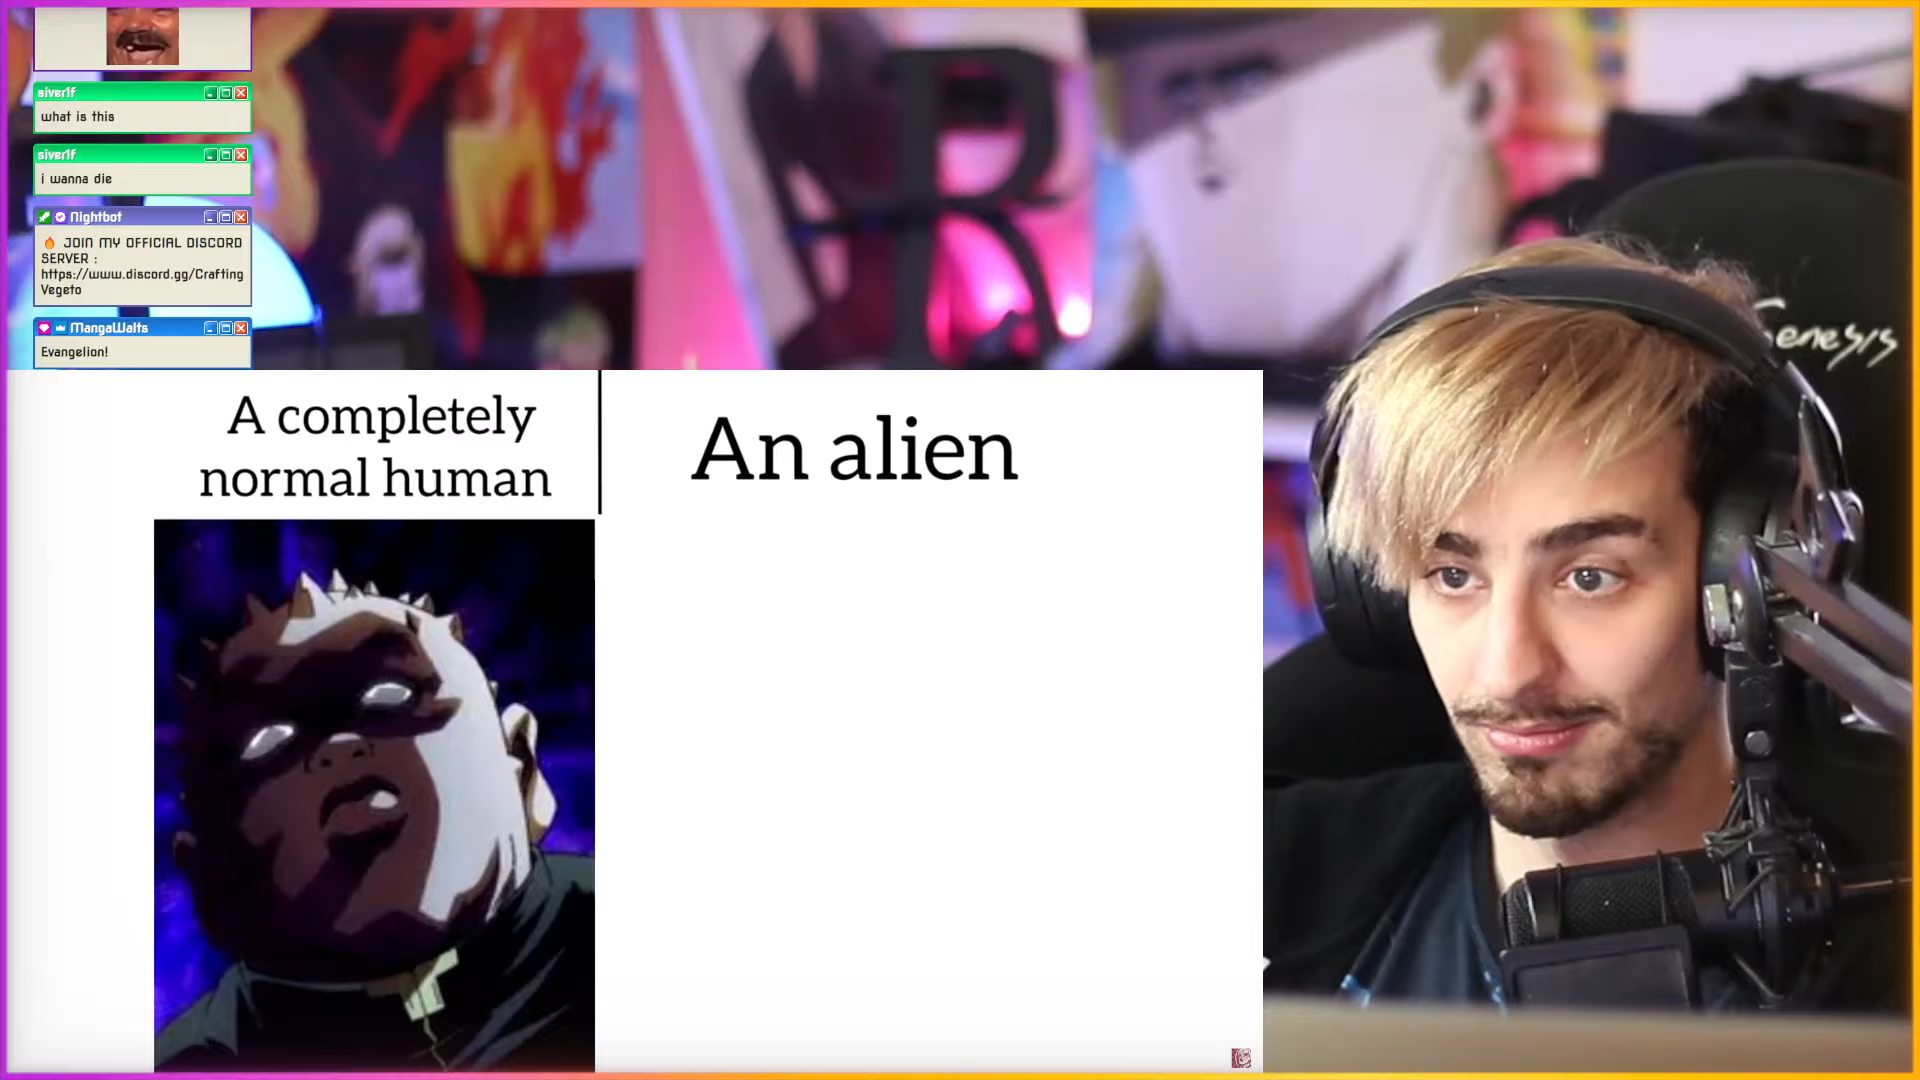 siver1f
what is this
siver1f
i wanna die
Nightbot
🔥 JOIN MY OFFICIAL DISCORD
SERVER :
https://www.discord.gg/Crafting
Vegeto
MangaWalts
Evangelion!
A completely
normal human
An alien
Genesis